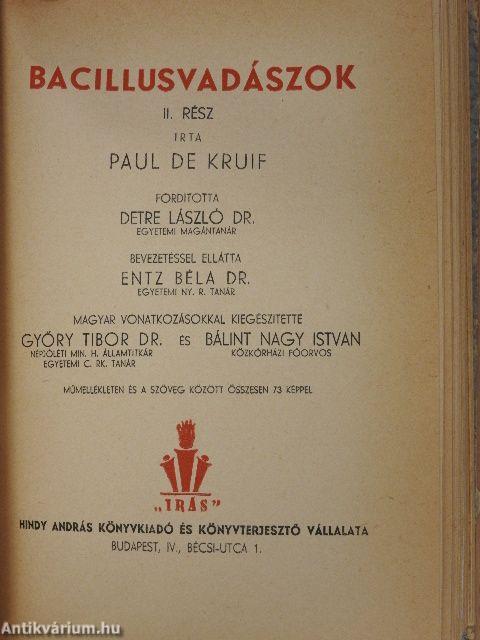 BACILLUSVADÁSZOK
II. RÉSZ
IRTA
PAUL DE KRUIF
FORDITOTTA
DETRE LÁSZLÓ DR.
EGYETEMI MAGÁNTANÁR
BEVEZETÉSSEL ELLÁTTA
ENTZ BÉLA DR.
EGYETEMI NY. R. TANÁR
MAGYAR VONATKOZÁSOKKAL KIEGÉSZITETTE
GYŐRY TIBOR DR. ÉS BÁLINT NAGY ISTVAN
NÉPJÓLÉTI MIN. H. ÁLLAMTITKÁR KÖZKÓRHÁZI FŐORVOS
EGYETEMI C. RK. TANÁR
MŰMELLÉKLETEN ÉS A SZÖVEG KÖZÖTT ÖSSZESEN 73 KÉPPEL
„IRÁS"
HINDY ANDRÁS KÖNYVKIADÓ ÉS KÖNYVTERJESZTŐ VÁLLALATA
BUDAPEST, IV., BÉCSI-UTCA 1.
Antikvárium.hu